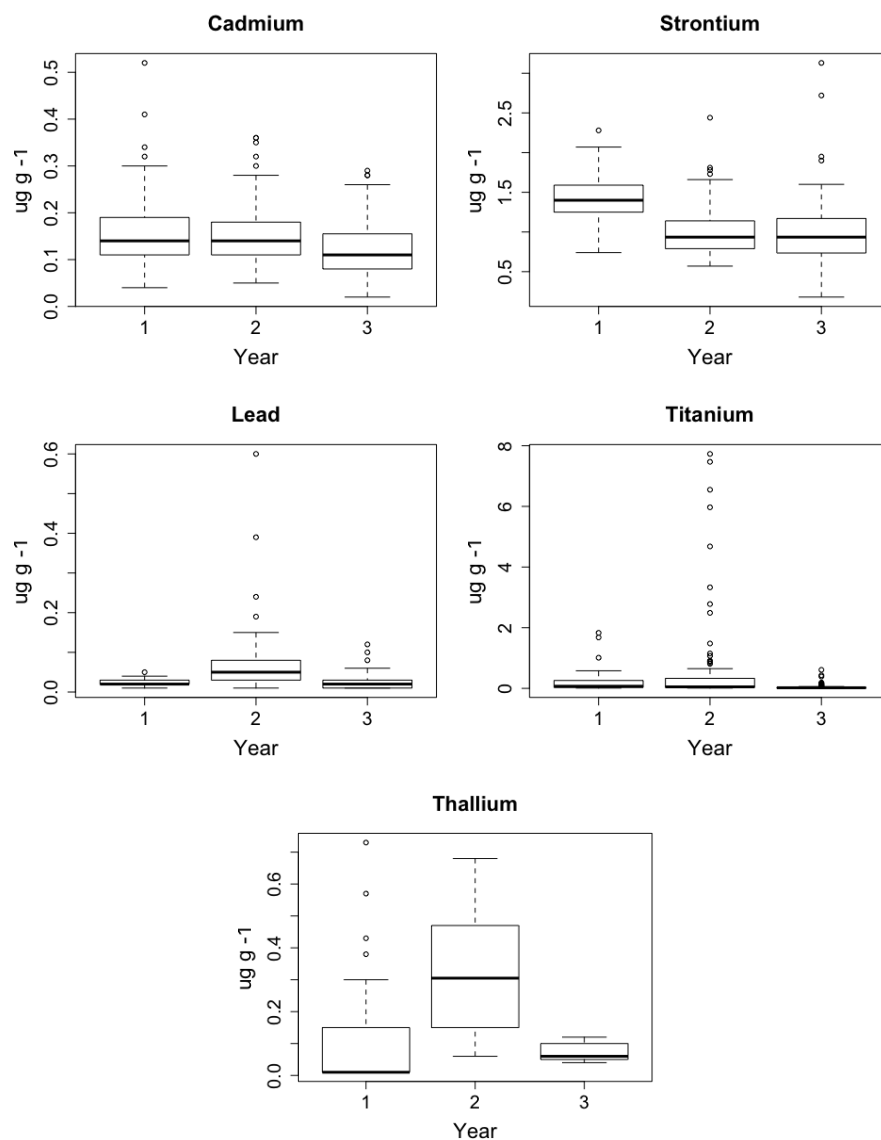 Cadmium
ug g -1
0.0 0.1 0.2 0.3 0.4 0.5
1 2 3
Year
Strontium
0.5 1.5 2.5
1 2 3
Year
Lead
ug g -1
0.0 0.2 0.4 0.6
1 2 3
Year
Titanium
ug g -1
0 2 4 6 8
1 2 3
Year
Thallium
ug g -1
0.0 0.2 0.4 0.6
1 2 3
Year